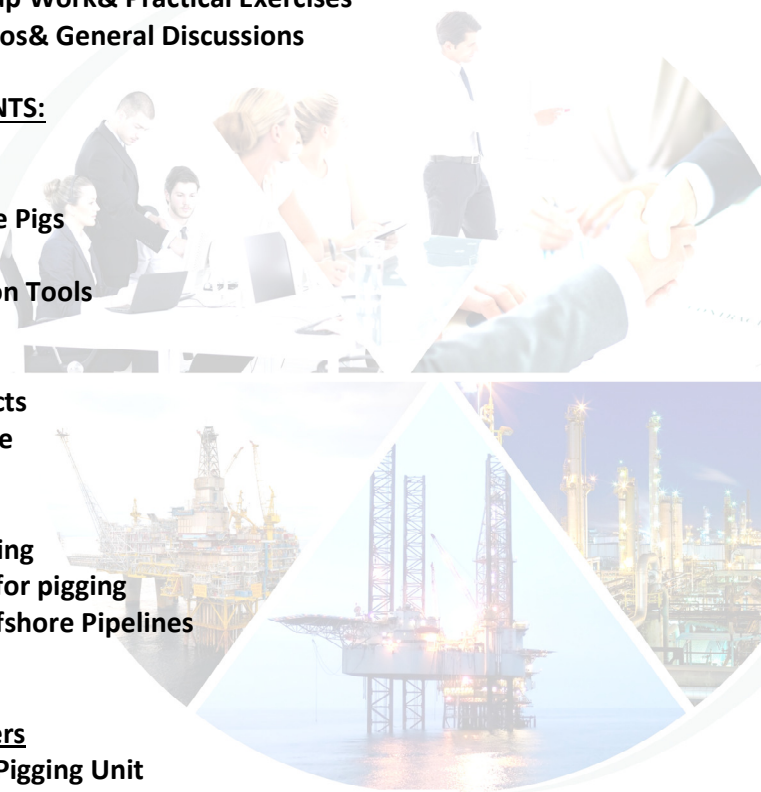 p Work& Practical Exercises
os& General Discussions
NTS:
e Pigs
on Tools
cts
e
ing
for pigging
fshore Pipelines
ers
Pigging Unit